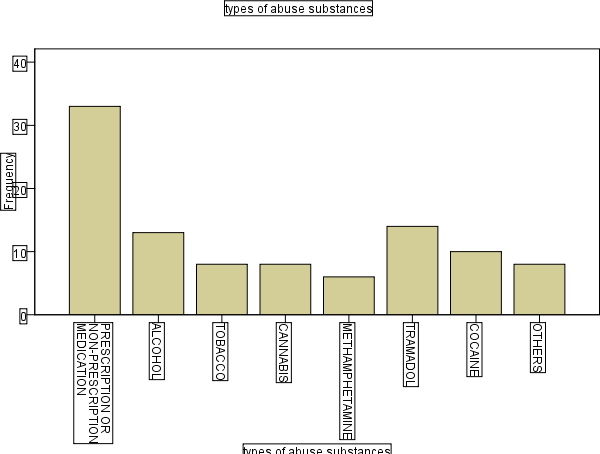 types of abuse substances
40
30
20
10
0
Frequency
PRESCRIPTION OR
NON-PRESCRIPTION
MEDICATION
ALCOHOL
TOBACCO
CANNABIS
METHAMPHETAMINE
TRAMADOL
COCAINE
OTHERS
types of abuse substances